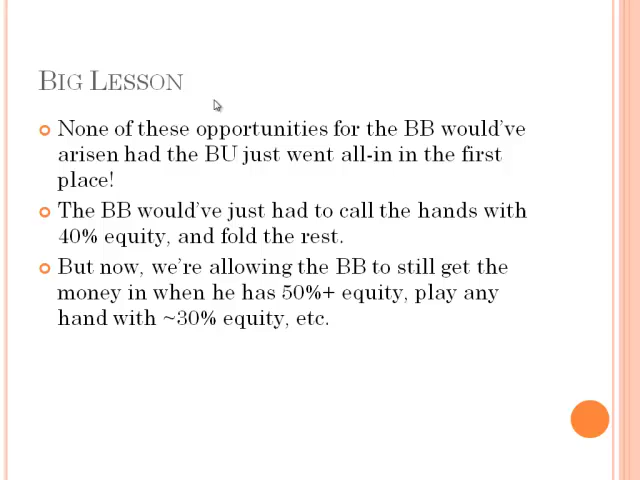 BIG LESSON
None of these opportunities for the BB would've
arisen had the BU just went all-in in the first
place!
The BB would've just had to call the hands with
40% equity, and fold the rest.
But now, we're allowing the BB to still get the
money in when he has 50%+ equity, play any
hand with ~30% equity, etc.